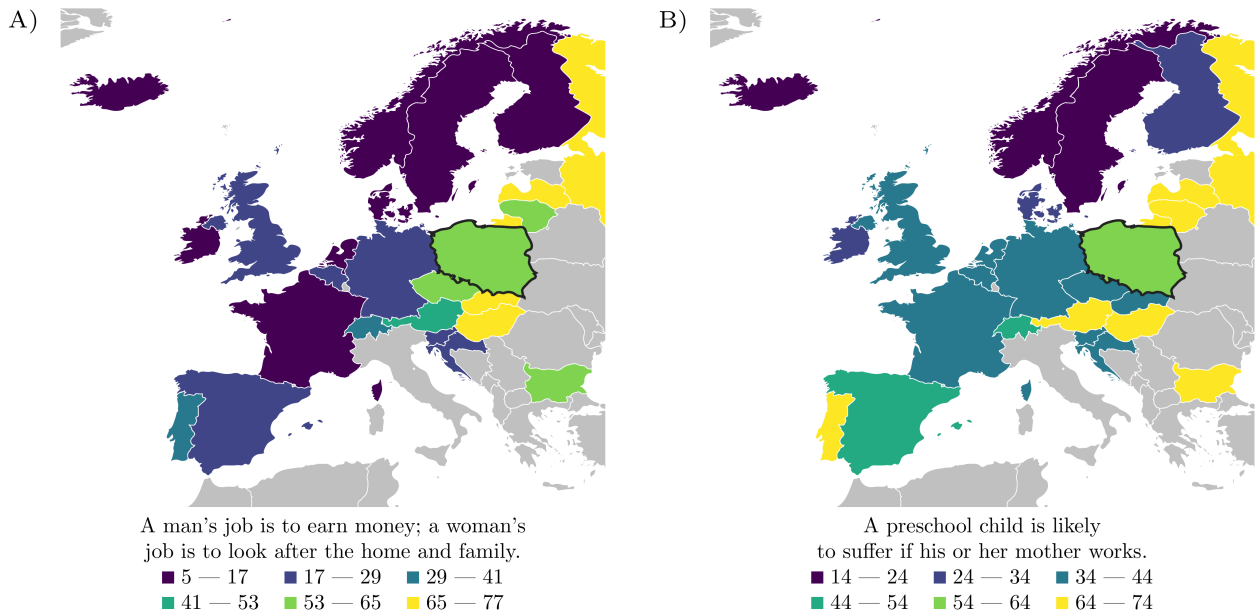 A)
B)
A man's job is to earn money; a woman's
job is to look after the home and family.
5 — 17 17 — 29 29 — 41
41 — 53 53 — 65 65 — 77
A preschool child is likely
to suffer if his or her mother works.
14 — 24 24 — 34 34 — 44
44 — 54 54 — 64 64 — 74